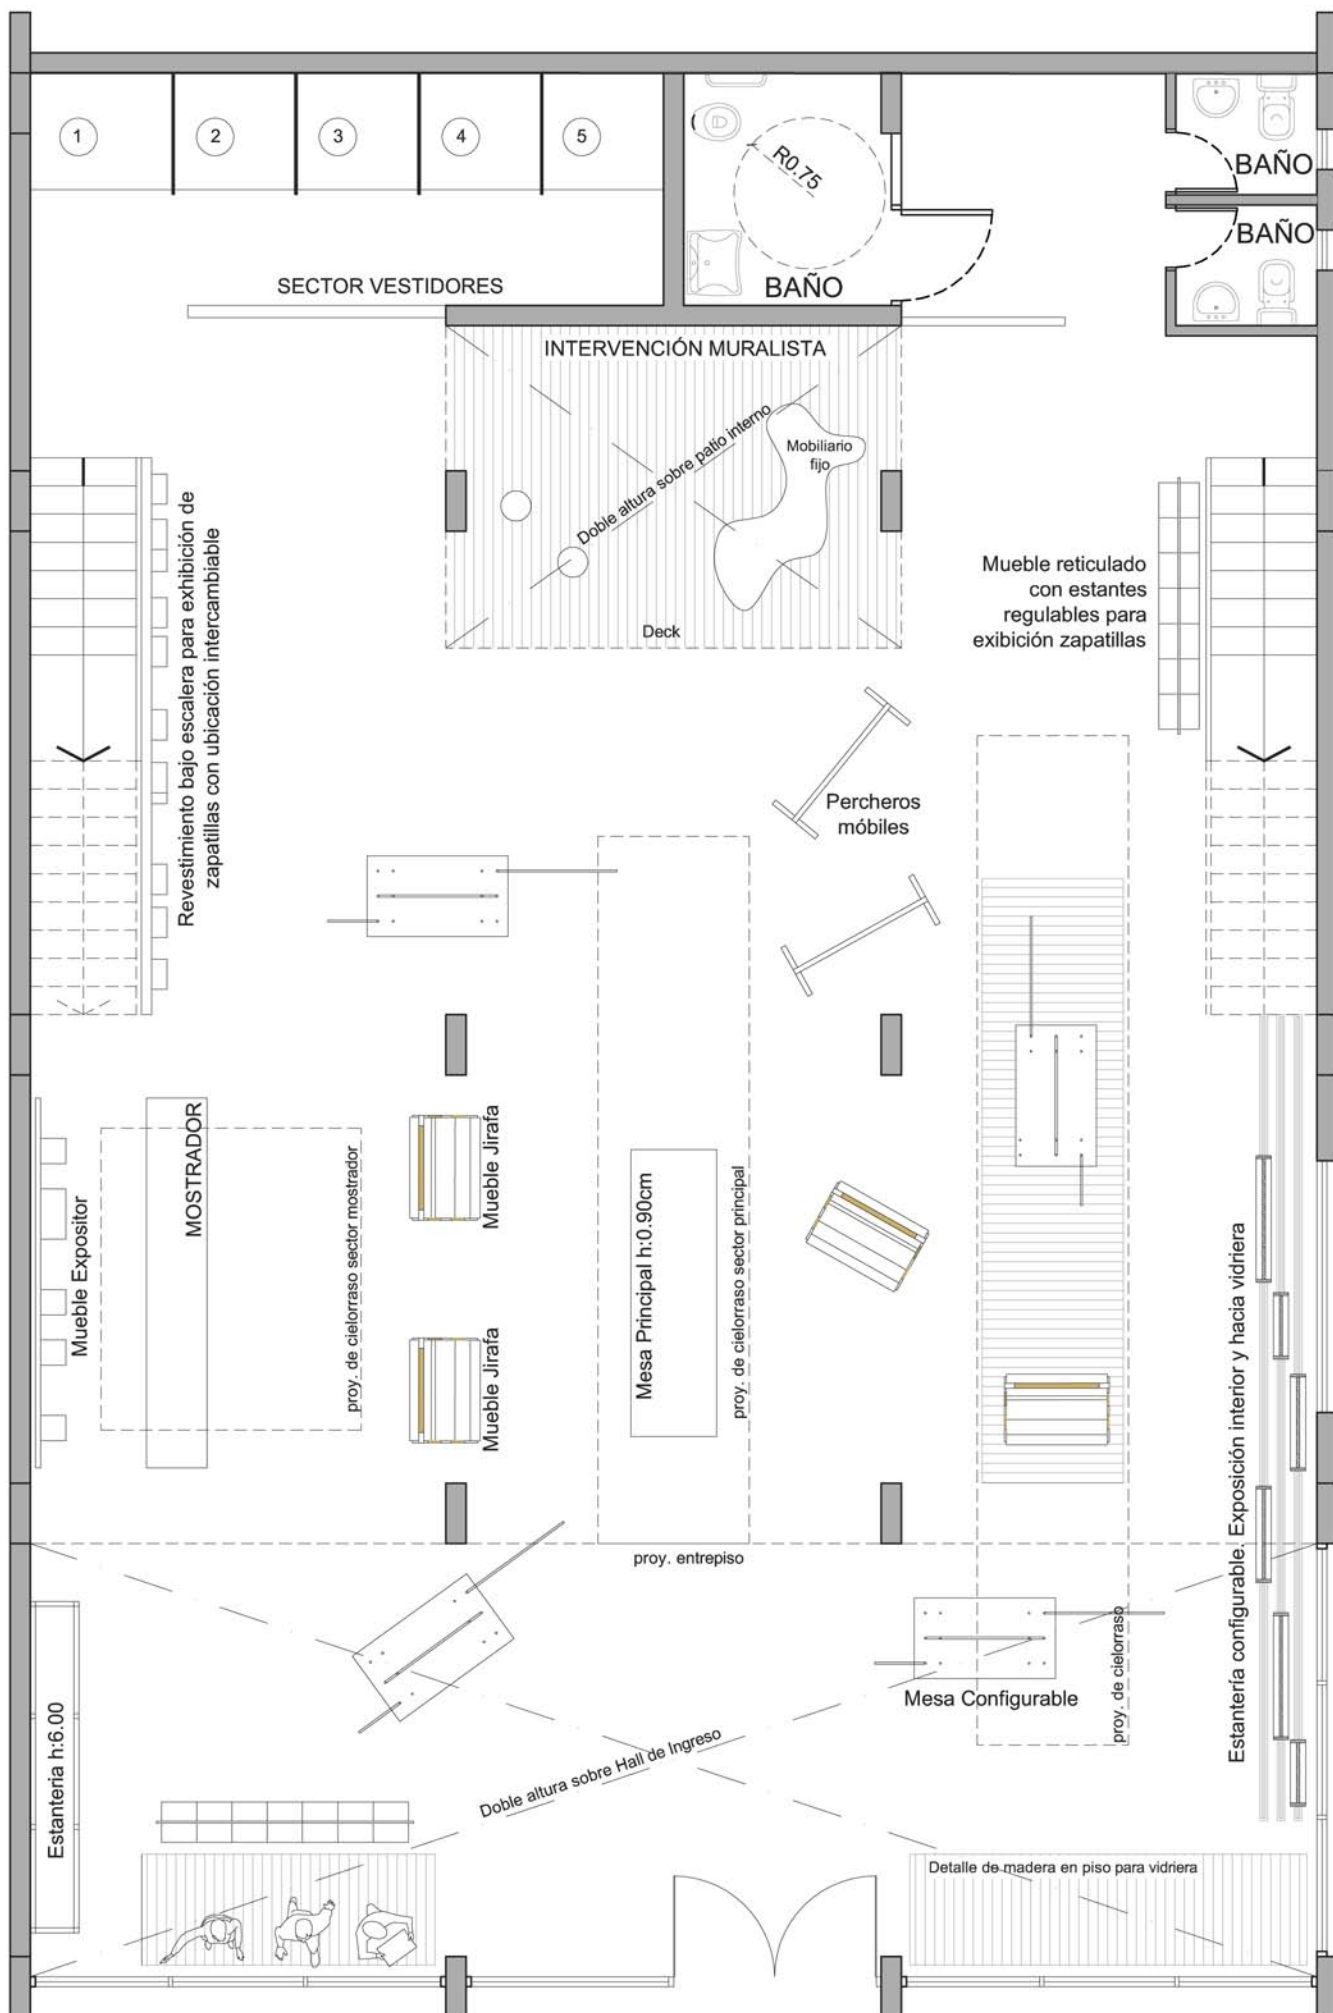 1
2
3
4
5
R0.75
BAÑO
BAÑO
BAÑO
SECTOR VESTIDORES
INTERVENCIÓN MURALISTA
Doble altura sobre patio interno
Mobiliario
fijo
Deck
Revestimiento bajo escalera para exhibición de
zapatillas con ubicación intercambiable
Mueble reticulado
con estantes
regulables para
exibición zapatillas
Percheros
móbiles
Mueble Expositor
MOSTRADOR
proy. de cielorraso sector mostrador
Mueble Jirafa
Mueble Jirafa
Mesa Principal h:0.90cm
proy. de cielorraso sector principal
Estantería configurable. Exposición interior y hacia vidriera
proy. entrepiso
Mesa Configurable
proy. de cielorraso
Estanteria h:6.00
Doble altura sobre Hall de Ingreso
Detalle de madera en piso para vidriera